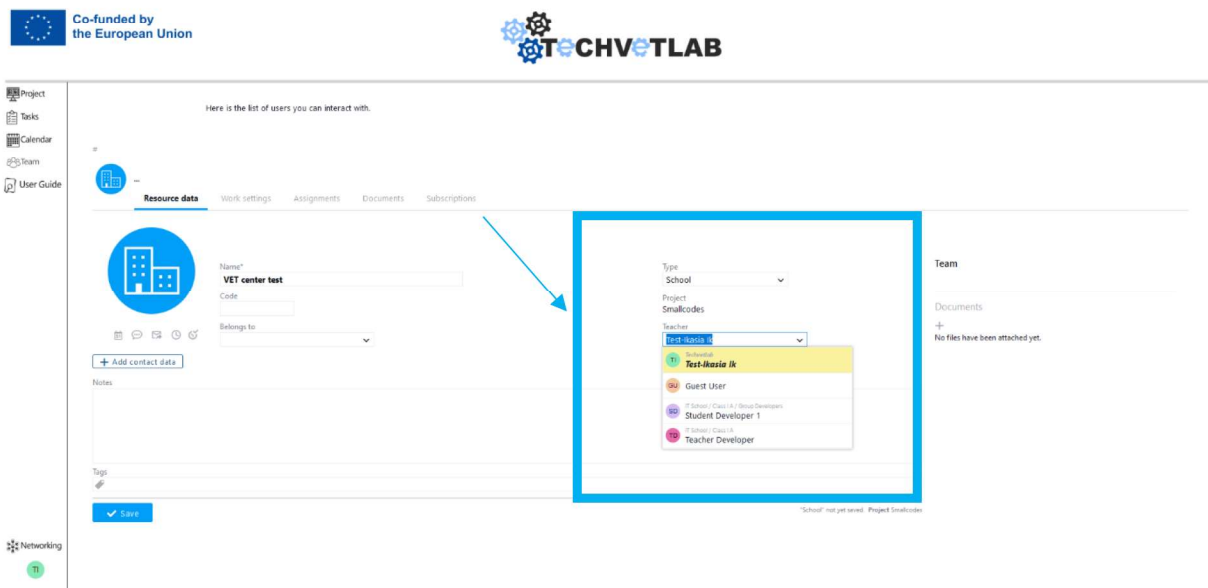 Co-funded by
the European Union
TECHVETLAB
Project
Tasks
Calendar
Team
User Guide
Here is the list of users you can interact with.
Resource data Work settings Assignments Documents Subscriptions
Name*
VET center test
Code
Belongs to
+ Add contact data
Notes
Tags
Save
Type
School
Project
Smallcodes
Teacher
Test-Ikasia Ik
TI
Techvetlab
Test-Ikasia Ik
GU
Guest User
SD
IT School / Class I A / Group Developers
Student Developer 1
TD
IT School / Class I A
Teacher Developer
"School" not yet saved. Project Smallcodes
Team
Documents
+
No files have been attached yet.
Networking
TI